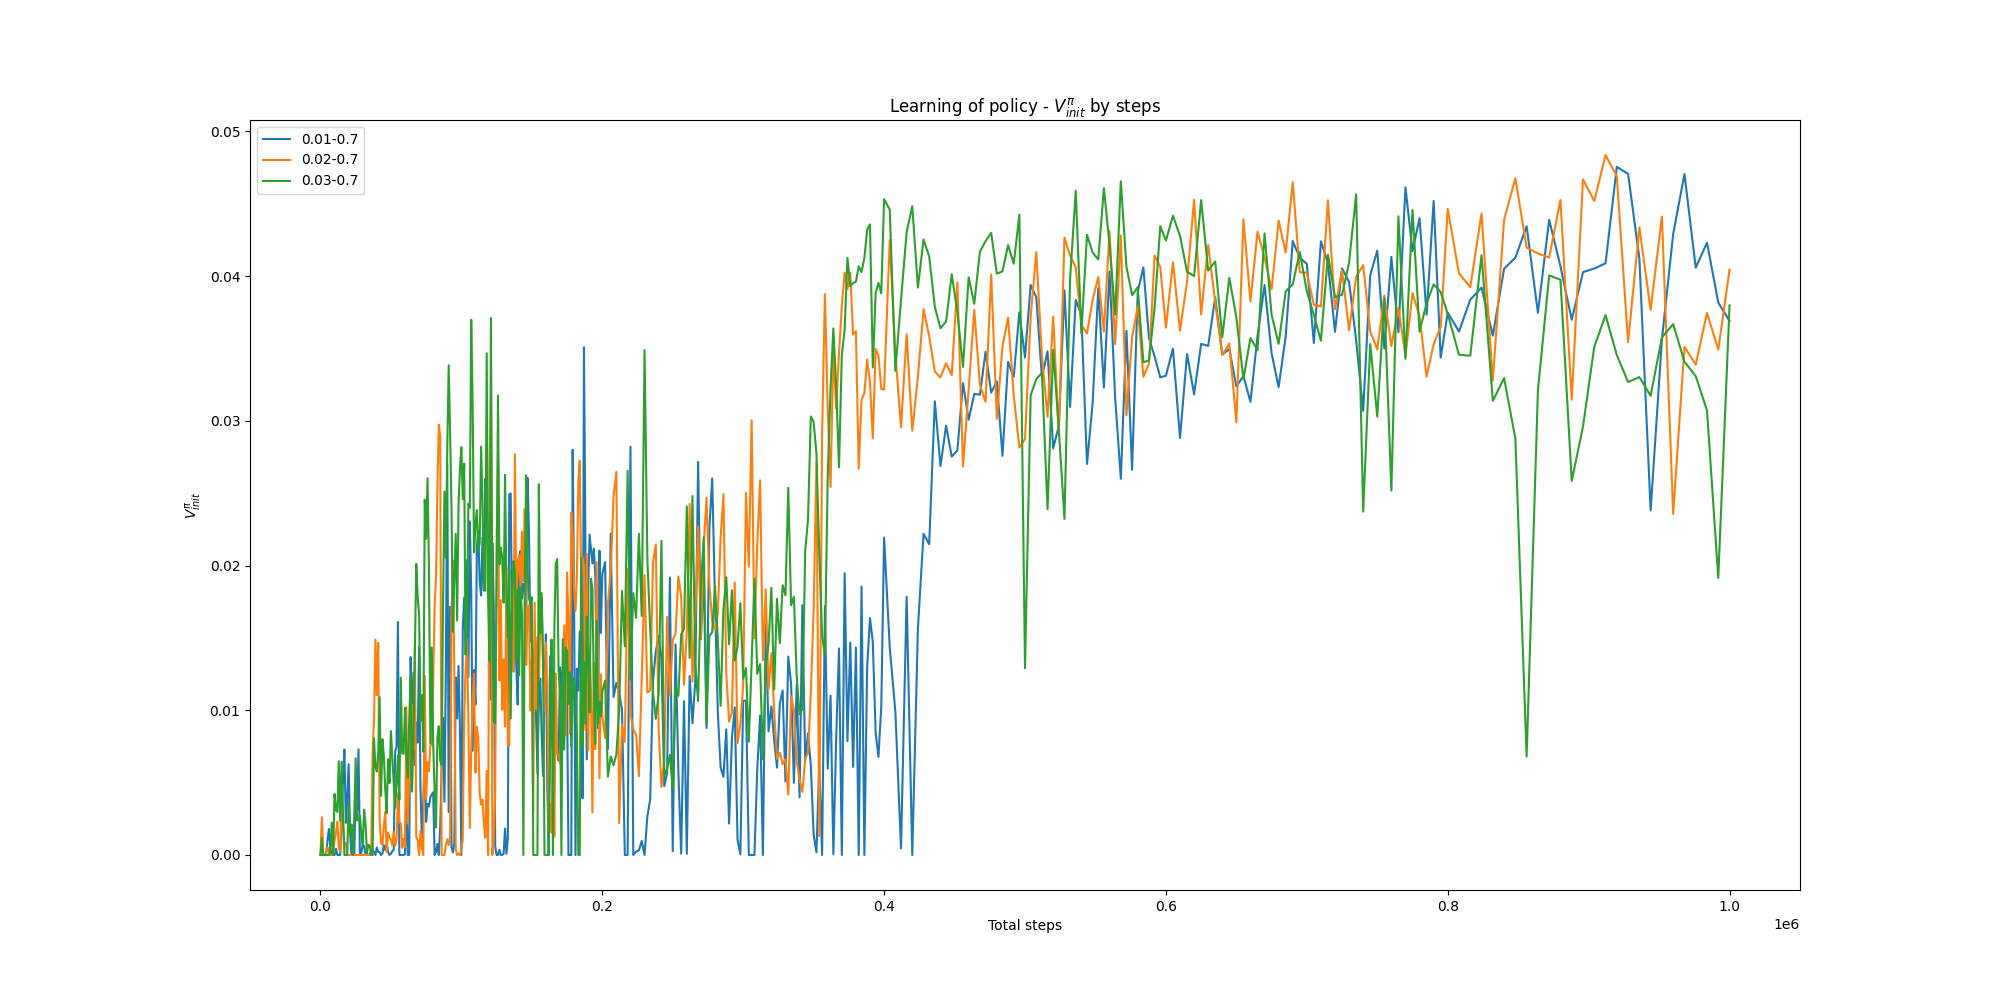 Learning of policy - $V_{init}^{\pi}$ by steps
0.01-0.7
0.02-0.7
0.03-0.7
0.05
0.04
0.03
0.02
0.01
0.00
$V_{init}^{\pi}$
0.0 0.2 0.4 0.6 0.8 1.0
Total steps
1e6